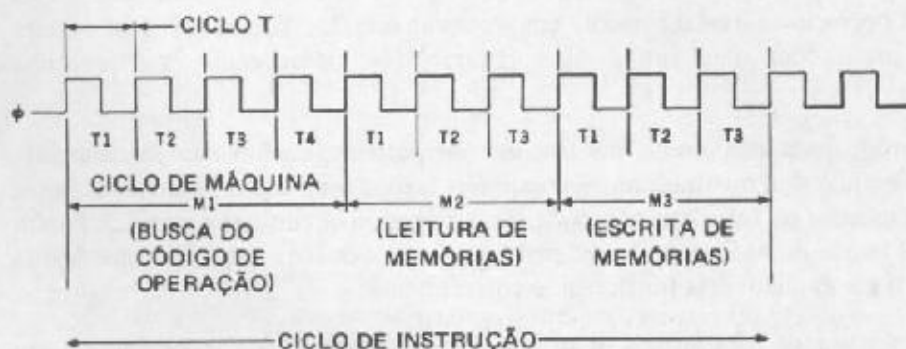 CICLO T
ɸ
T1 T2 T3 T4 T1 T2 T3 T1 T2 T3
CICLO DE MÁQUINA
M1 M2 M3
(BUSCA DO CÓDIGO DE OPERAÇÃO)
(LEITURA DE MEMÓRIAS)
(ESCRITA DE MEMÓRIAS)
CICLO DE INSTRUÇÃO